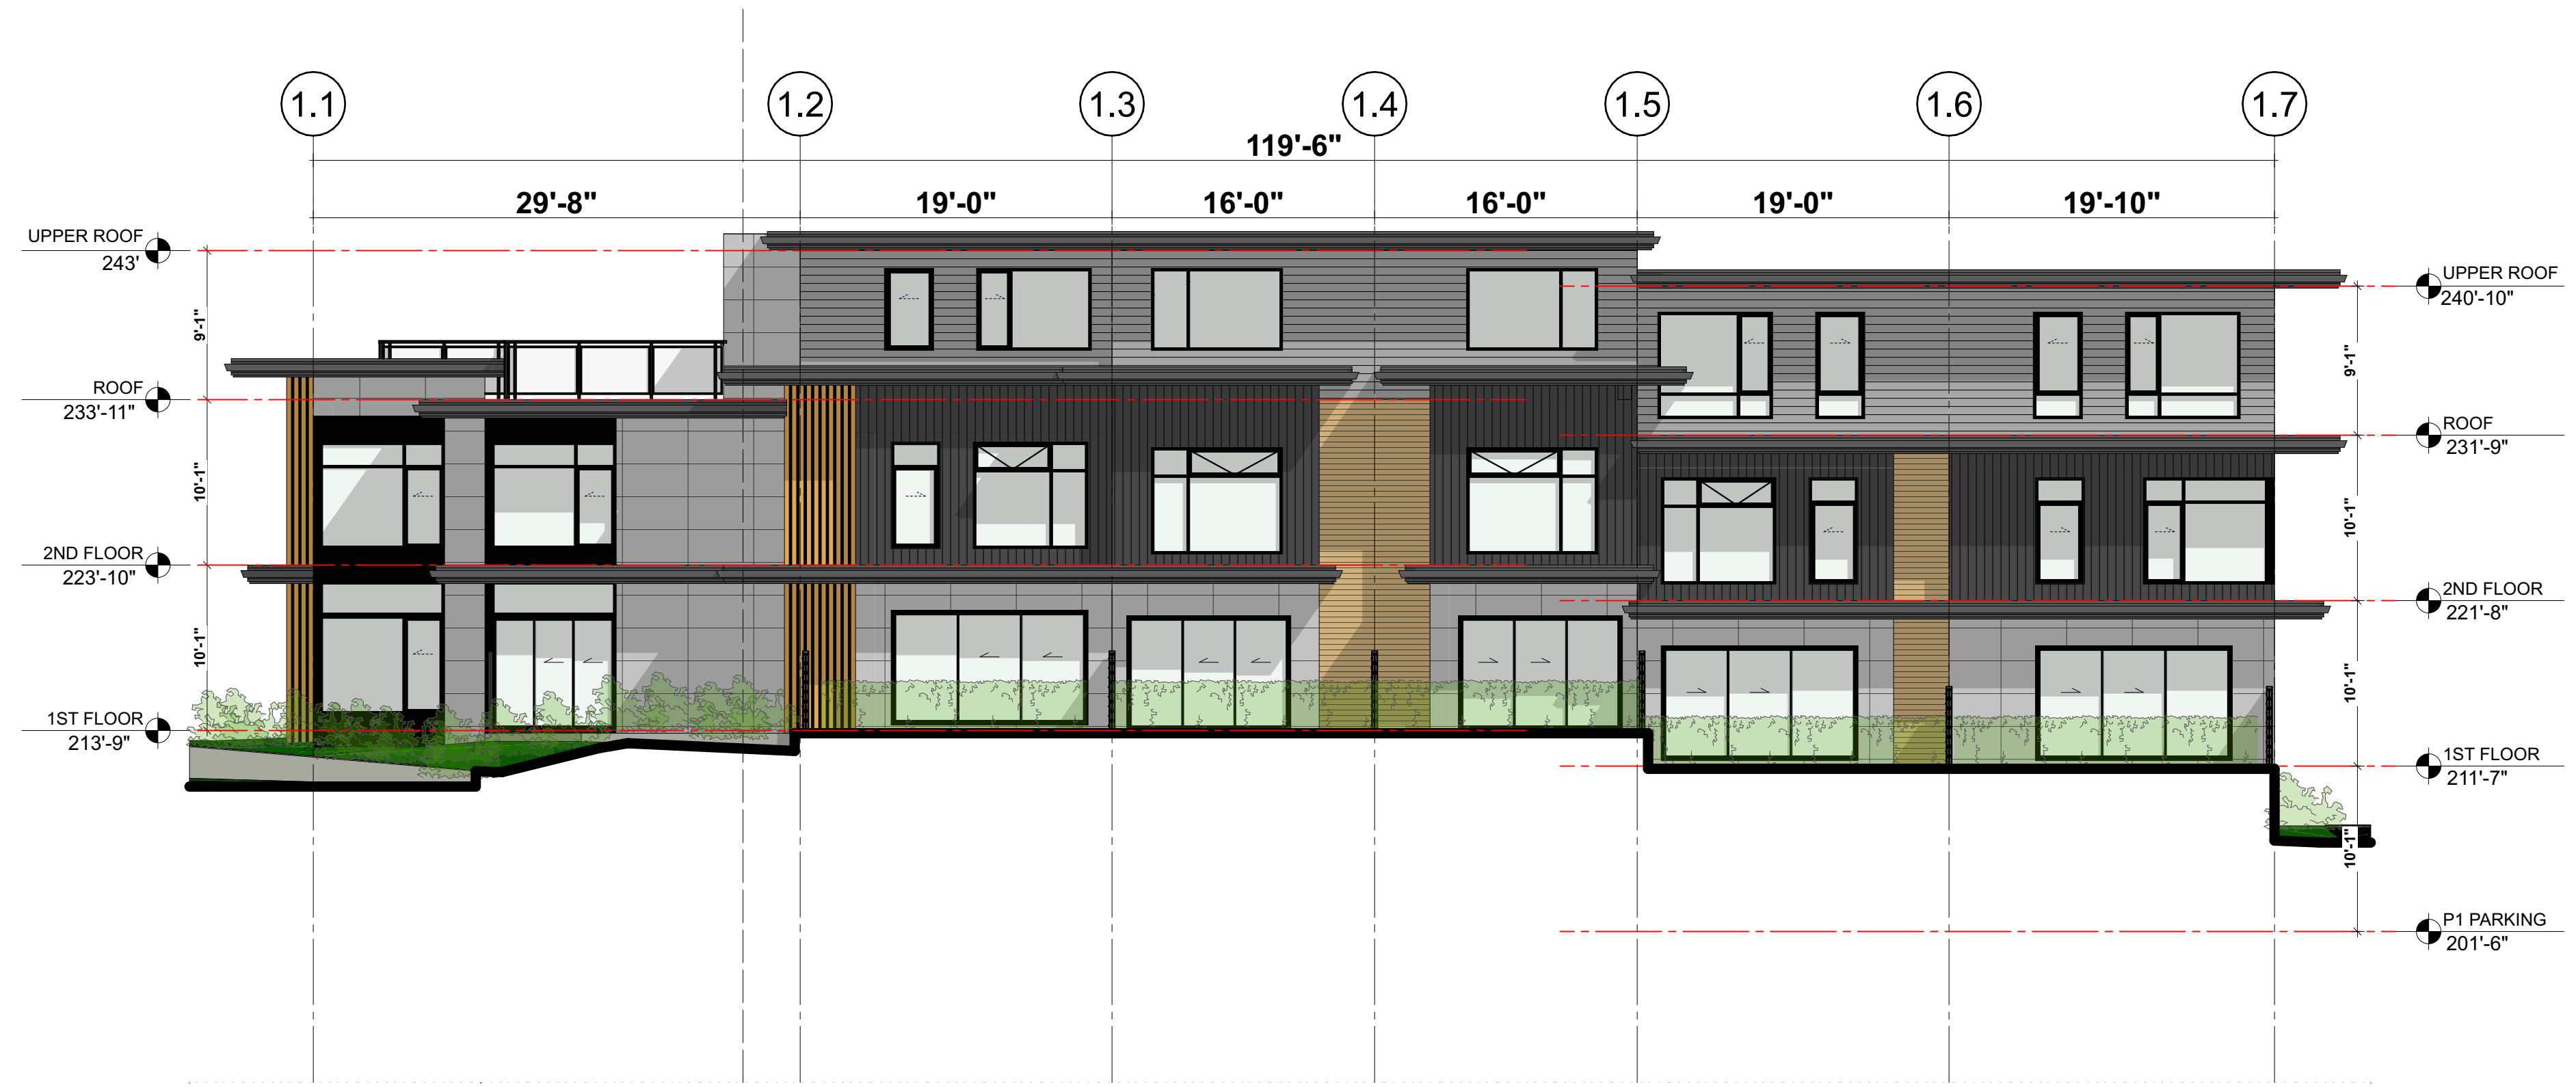 1.1 1.2 1.3 1.4 1.5 1.6 1.7
119'-6"
29'-8" 19'-0" 16'-0" 16'-0" 19'-0" 19'-10"
UPPER ROOF
243'
9'-1"
ROOF
233'-11"
10'-1"
2ND FLOOR
223'-10"
10'-1"
1ST FLOOR
213'-9"
UPPER ROOF
240'-10"
9'-1"
ROOF
231'-9"
10'-1"
2ND FLOOR
221'-8"
10'-1"
1ST FLOOR
211'-7"
10'-1"
P1 PARKING
201'-6"